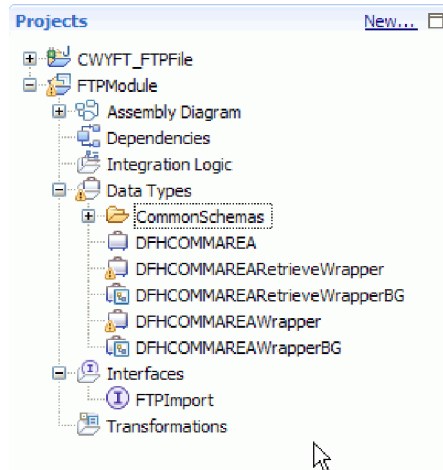 Projects New...
CWYFT_FTPFile
FTPModule
Assembly Diagram
Dependencies
Integration Logic
Data Types
CommonSchemas
DFHCOMMAREA
DFHCOMMAREARetrieveWrapper
DFHCOMMAREARetrieveWrapperBG
DFHCOMMAREAWrapper
DFHCOMMAREAWrapperBG
Interfaces
FTPImport
Transformations